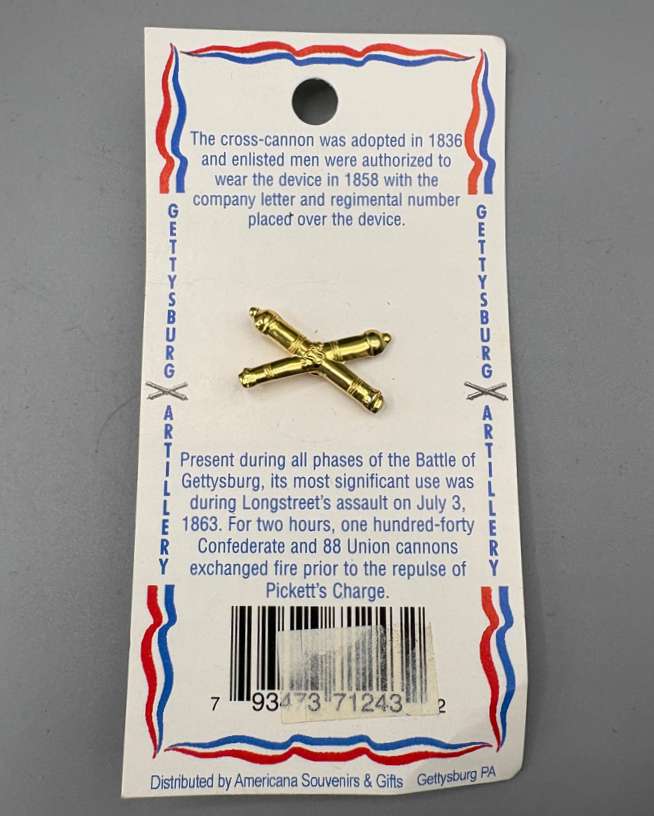 The cross-cannon was adopted in 1836
and enlisted men were authorized to
wear the device in 1858 with the
company letter and regimental number
placed over the device.
GETTYSBURG ARTILLERY
GETTYSBURG ARTILLERY
Present during all phases of the Battle of
Gettysburg, its most significant use was
during Longstreet's assault on July 3,
1863. For two hours, one hundred-forty
Confederate and 88 Union cannons
exchanged fire prior to the repulse of
Pickett's Charge.
7 93473 71243 2
Distributed by Americana Souvenirs & Gifts Gettysburg PA